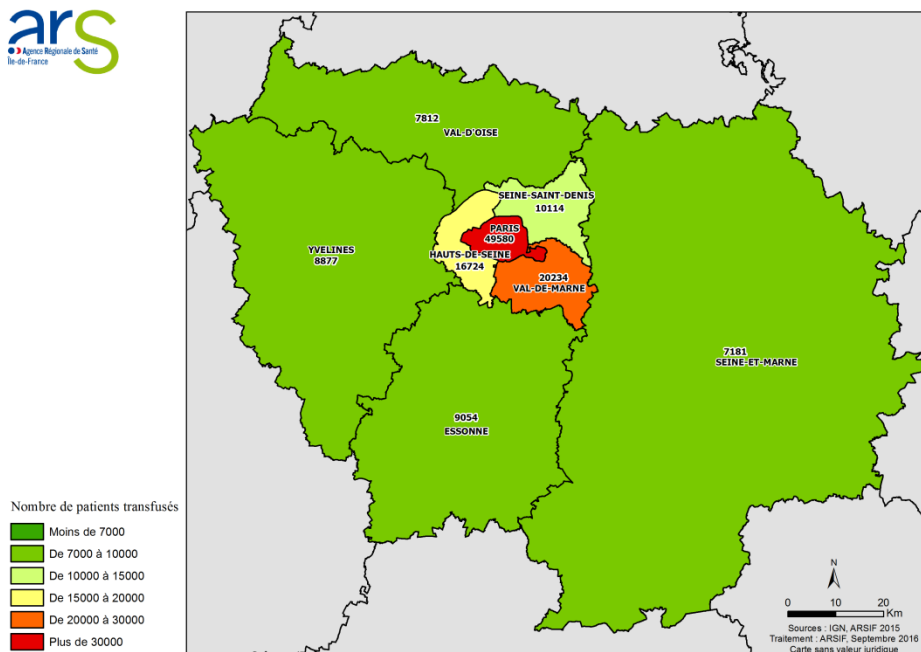 ars
Agence Régionale de Santé
Île-de-France
7812
VAL-D'OISE
SEINE-SAINT-DENIS
10114
PARIS
49580
YVELINES
8877
HAUTS-DE-SEINE
16724
20234
VAL-DE-MARNE
7181
SEINE-ET-MARNE
9054
ESSONNE
Nombre de patients transfusés
Moins de 7000
De 7000 à 10000
De 10000 à 15000
De 15000 à 20000
De 20000 à 30000
Plus de 30000
N
0 10 20
Km
Sources : IGN, ARSIF 2015
Traitement : ARSIF, Septembre 2016
Carte sans valeur juridique